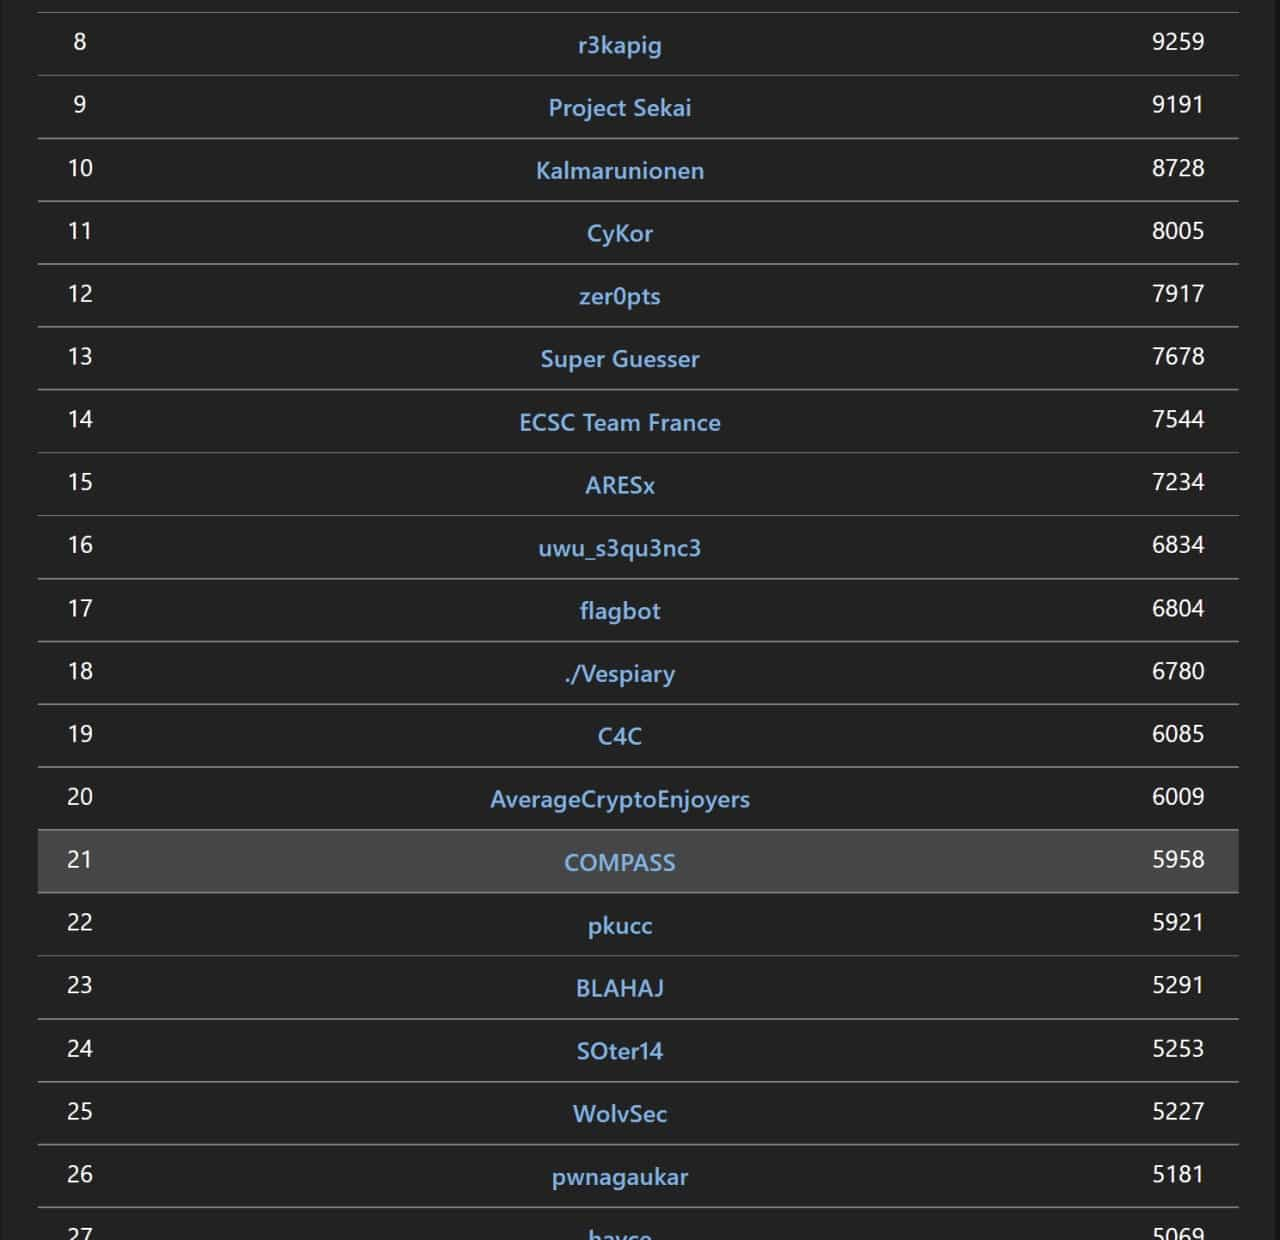 8 r3kapig 9259
9 Project Sekai 9191
10 Kalmarunionen 8728
11 CyKor 8005
12 zer0pts 7917
13 Super Guesser 7678
14 ECSC Team France 7544
15 ARESx 7234
16 uwu_s3qu3nc3 6834
17 flagbot 6804
18 ./Vespiary 6780
19 C4C 6085
20 AverageCryptoEnjoyers 6009
21 COMPASS 5958
22 pkucc 5921
23 BLAHAJ 5291
24 SOter14 5253
25 WolvSec 5227
26 pwnagaukar 5181
27 5069